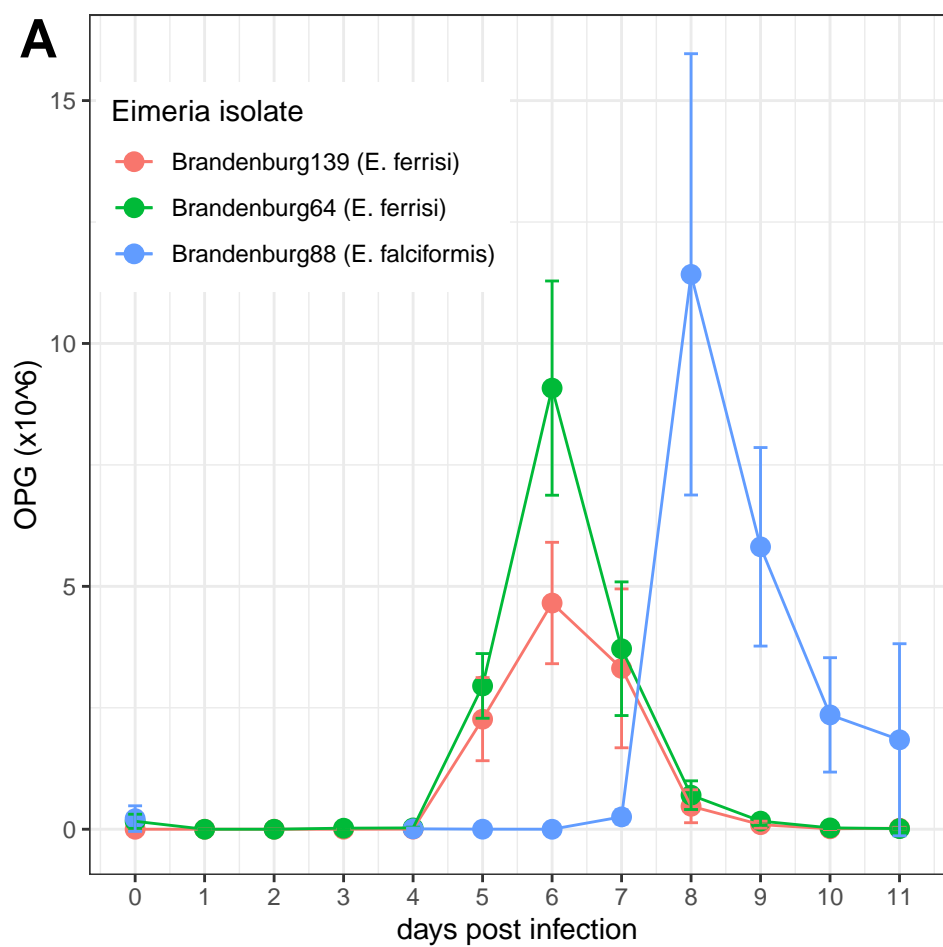 A
Eimeria isolate
Brandenburg139 (E. ferrisi)
Brandenburg64 (E. ferrisi)
Brandenburg88 (E. falciformis)
15
10
5
0
OPG (x10^6)
0 1 2 3 4 5 6 7 8 9 10 11
days post infection